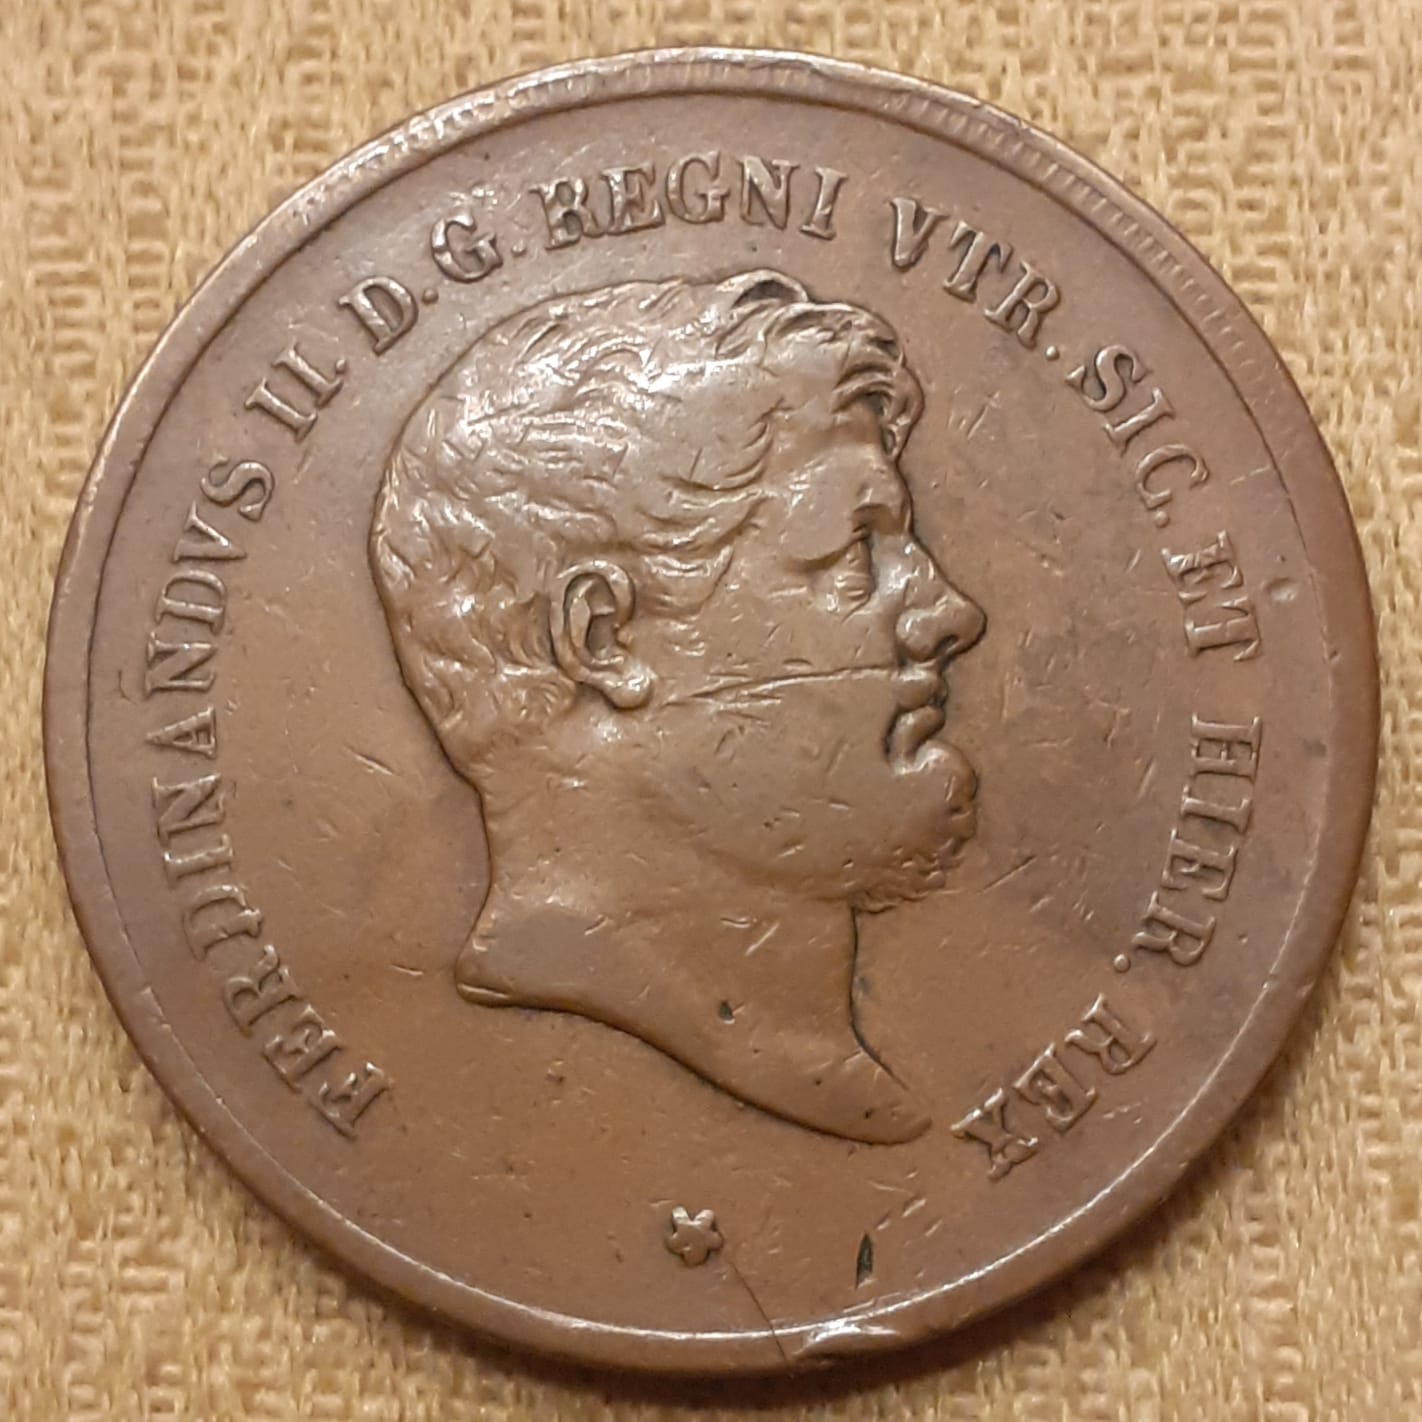 FERDINANDVS II. D. G. REGNI VTR. SIC. ET HIER. REX